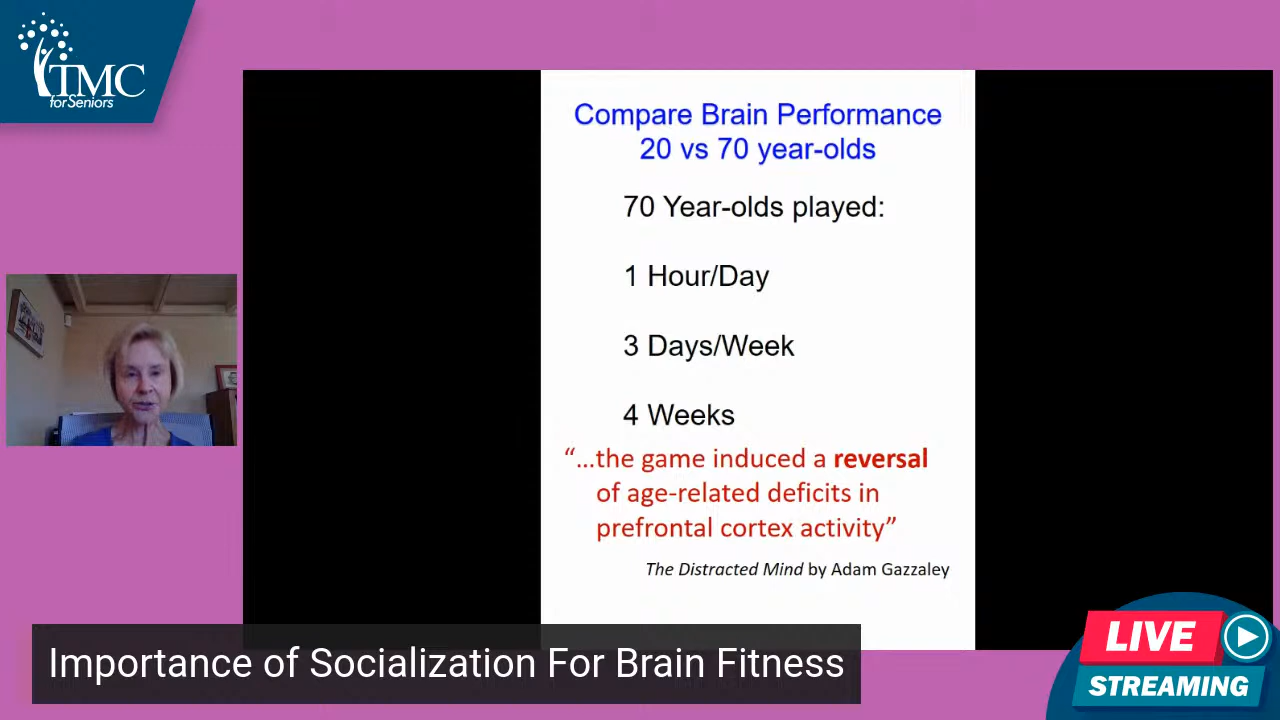 TMC
for Seniors
Compare Brain Performance
20 vs 70 year-olds
70 Year-olds played:
1 Hour/Day
3 Days/Week
4 Weeks
“...the game induced a reversal
of age-related deficits in
prefrontal cortex activity”
The Distracted Mind by Adam Gazzaley
Importance of Socialization For Brain Fitness
LIVE
STREAMING